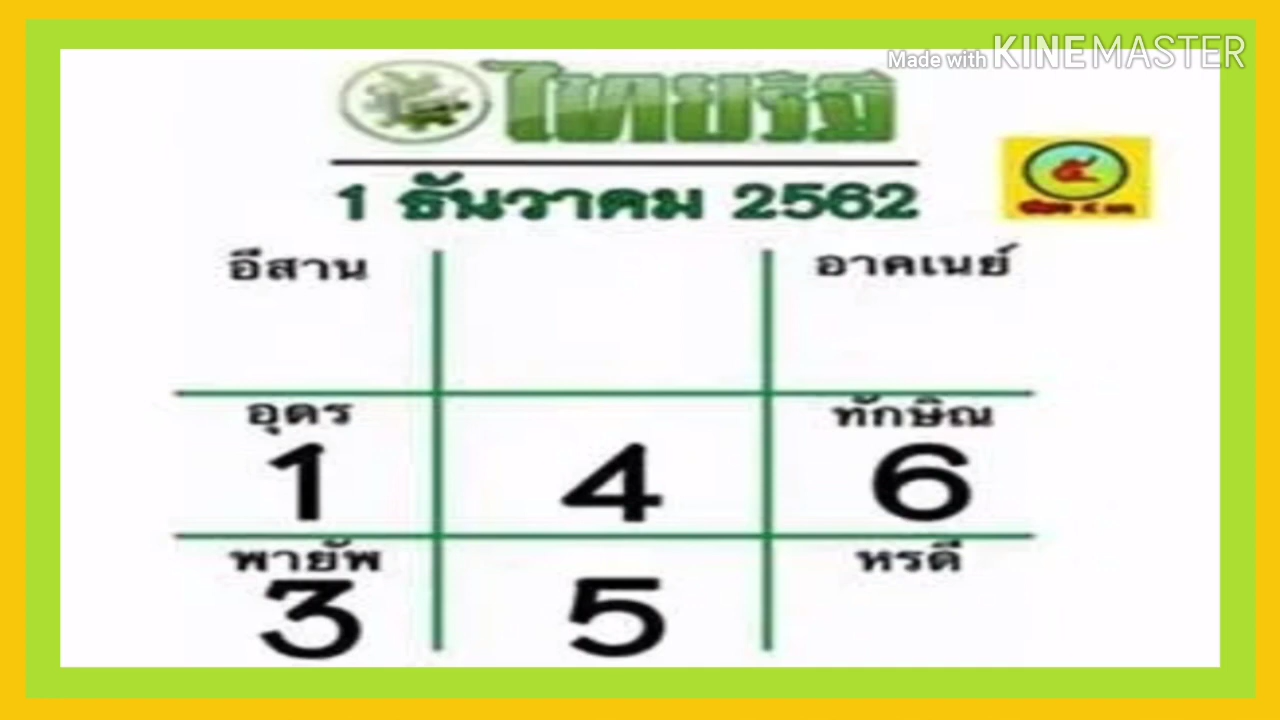 Made with KINEMASTER
ไทยรัฐ
1 ธันวาคม 2562
๕
อีสาน อาคเนย์
อุดร ทักษิณ
1 4 6
พายัพ หรดี
3 5